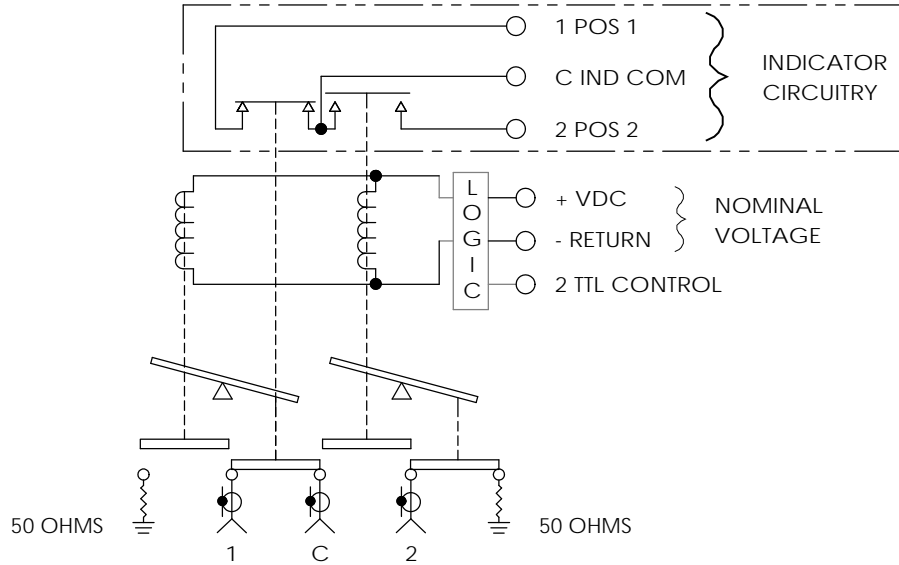 1 POS 1
C IND COM
2 POS 2
INDICATOR
CIRCUITRY
LOGIC
+ VDC
- RETURN
NOMINAL
VOLTAGE
2 TTL CONTROL
50 OHMS
50 OHMS
1
C
2